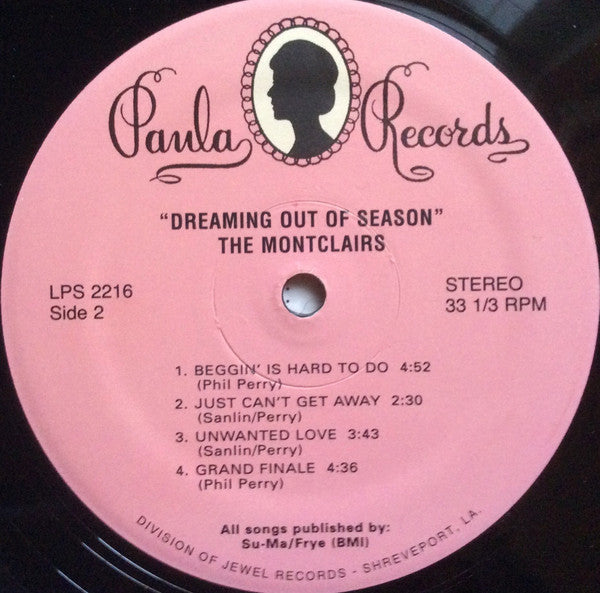 Paula Records
"DREAMING OUT OF SEASON"
THE MONTCLAIRS
LPS 2216
Side 2
STEREO
33 1/3 RPM
1. BEGGIN' IS HARD TO DO 4:52
(Phil Perry)
2. JUST CAN'T GET AWAY 2:30
(Sanlin/Perry)
3. UNWANTED LOVE 3:43
(Sanlin/Perry)
4. GRAND FINALE 4:36
(Phil Perry)
All songs published by:
Su-Ma/Frye (BMI)
DIVISION OF JEWEL RECORDS - SHREVEPORT, LA.